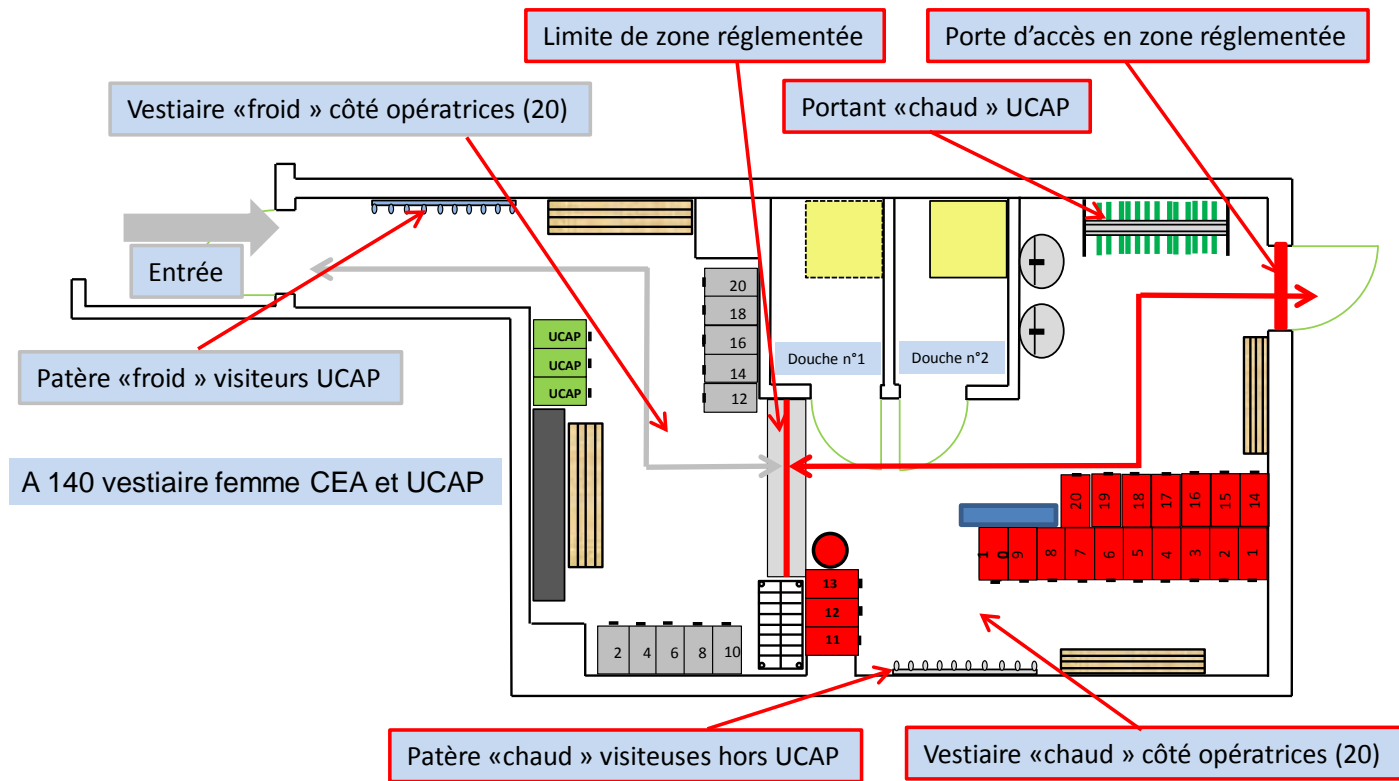 Limite de zone réglementée
Porte d’accès en zone réglementée
Vestiaire «froid » côté opératrices (20)
Portant «chaud » UCAP
Entrée
20
18
16
14
12
UCAP
UCAP
UCAP
Douche n°1
Douche n°2
Patère «froid » visiteurs UCAP
A 140 vestiaire femme CEA et UCAP
20 19 18 17 16 15 14
10 9 8 7 6 5 4 3 2 1
13
12
11
2 4 6 8 10
Patère «chaud » visiteuses hors UCAP
Vestiaire «chaud » côté opératrices (20)